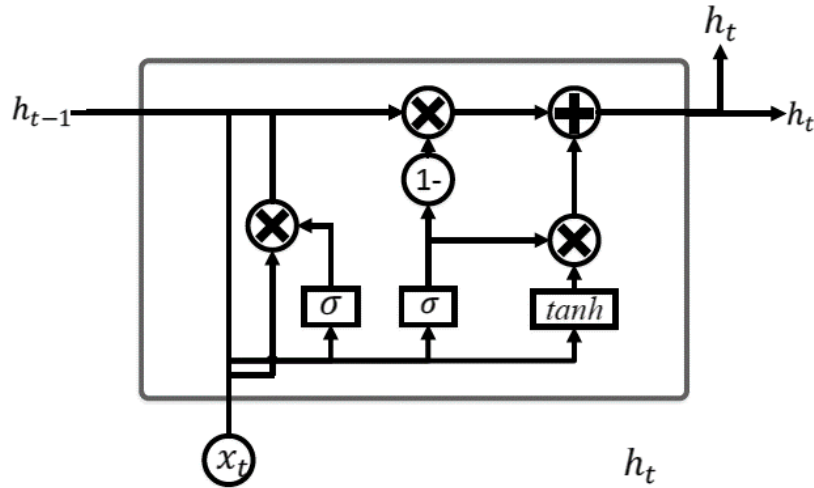 h_t
h_{t-1}
h_t
1-
σ
σ
tanh
x_t
h_t